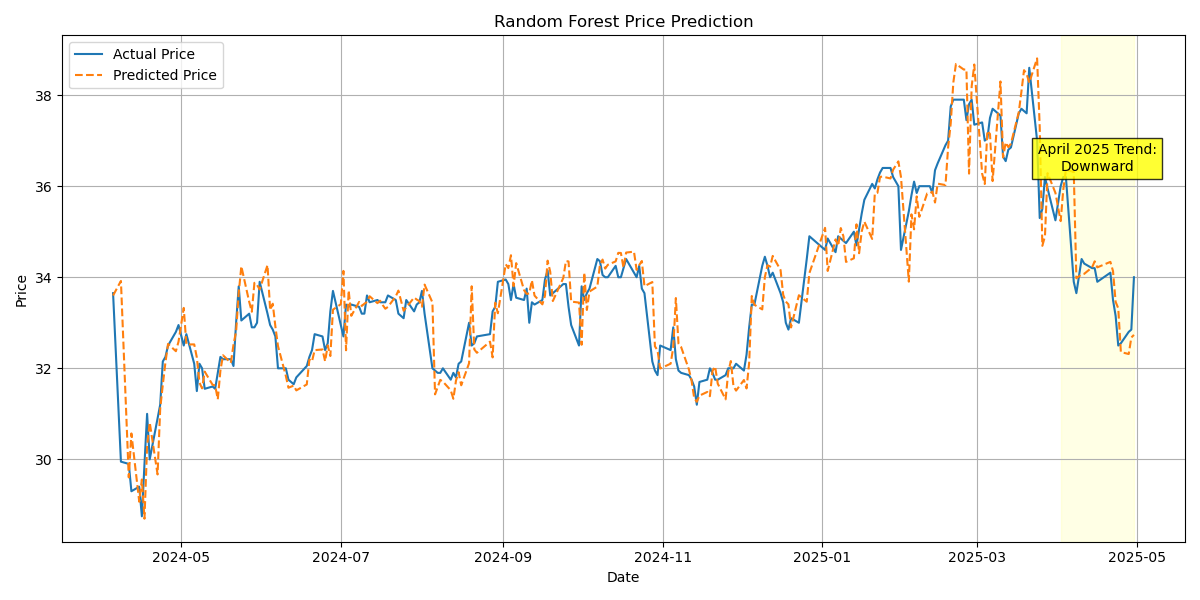 Random Forest Price Prediction
Actual Price
Predicted Price
April 2025 Trend:
Downward
Price
38
36
34
32
30
2024-05
2024-07
2024-09
2024-11
2025-01
2025-03
2025-05
Date